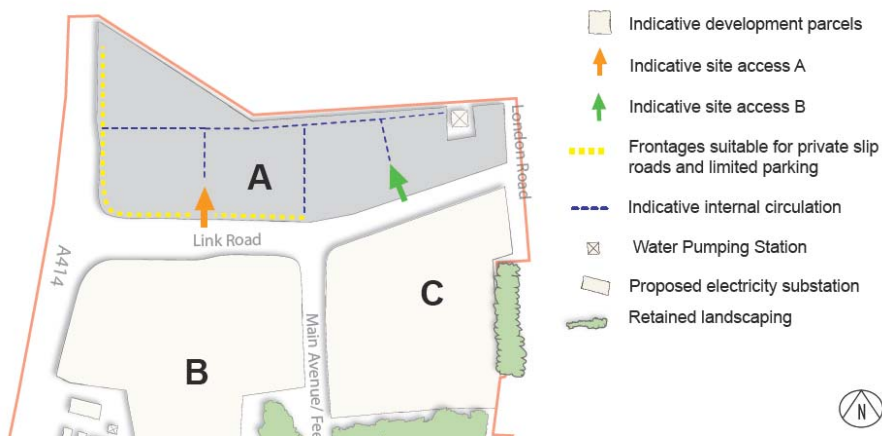 A
B
C
A414
Link Road
London Road
Main Avenue/ Fee
Indicative development parcels
Indicative site access A
Indicative site access B
Frontages suitable for private slip
roads and limited parking
Indicative internal circulation
Water Pumping Station
Proposed electricity substation
Retained landscaping
N